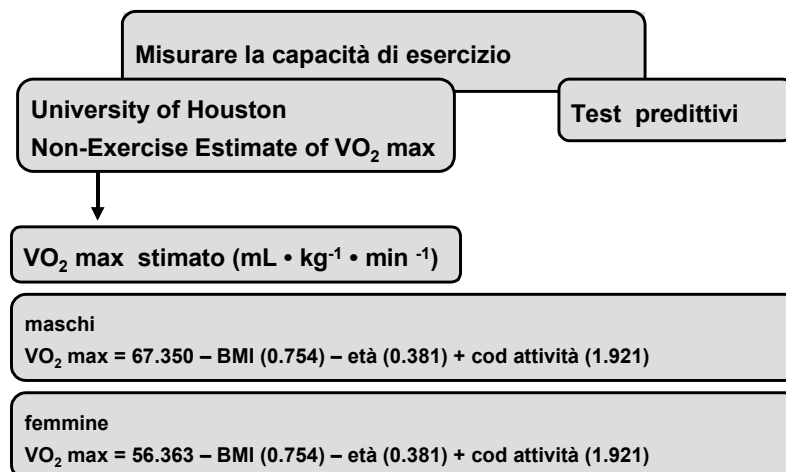 Misurare la capacità di esercizio
University of Houston
Non-Exercise Estimate of VO₂ max
Test predittivi
VO₂ max stimato (mL • kg⁻¹ • min ⁻¹)
maschi
VO₂ max = 67.350 – BMI (0.754) – età (0.381) + cod attività (1.921)
femmine
VO₂ max = 56.363 – BMI (0.754) – età (0.381) + cod attività (1.921)